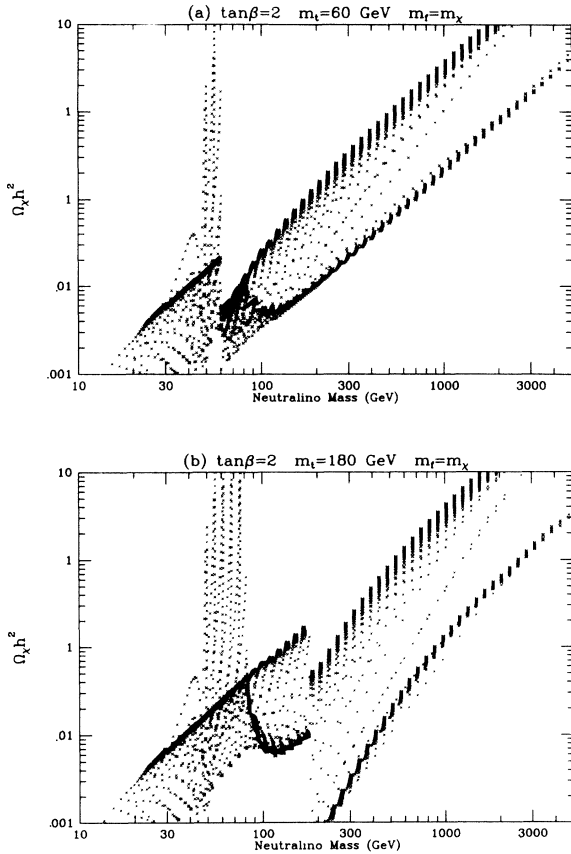 (a) tanβ=2 m_t=60 GeV m_f=m_χ
10
1
.1
.01
.001
Ω_χh²
10 30 100 300 1000 3000
Neutralino Mass (GeV)
(b) tanβ=2 m_t=180 GeV m_f=m_χ
10
1
.1
.01
.001
Ω_χh²
10 30 100 300 1000 3000
Neutralino Mass (GeV)